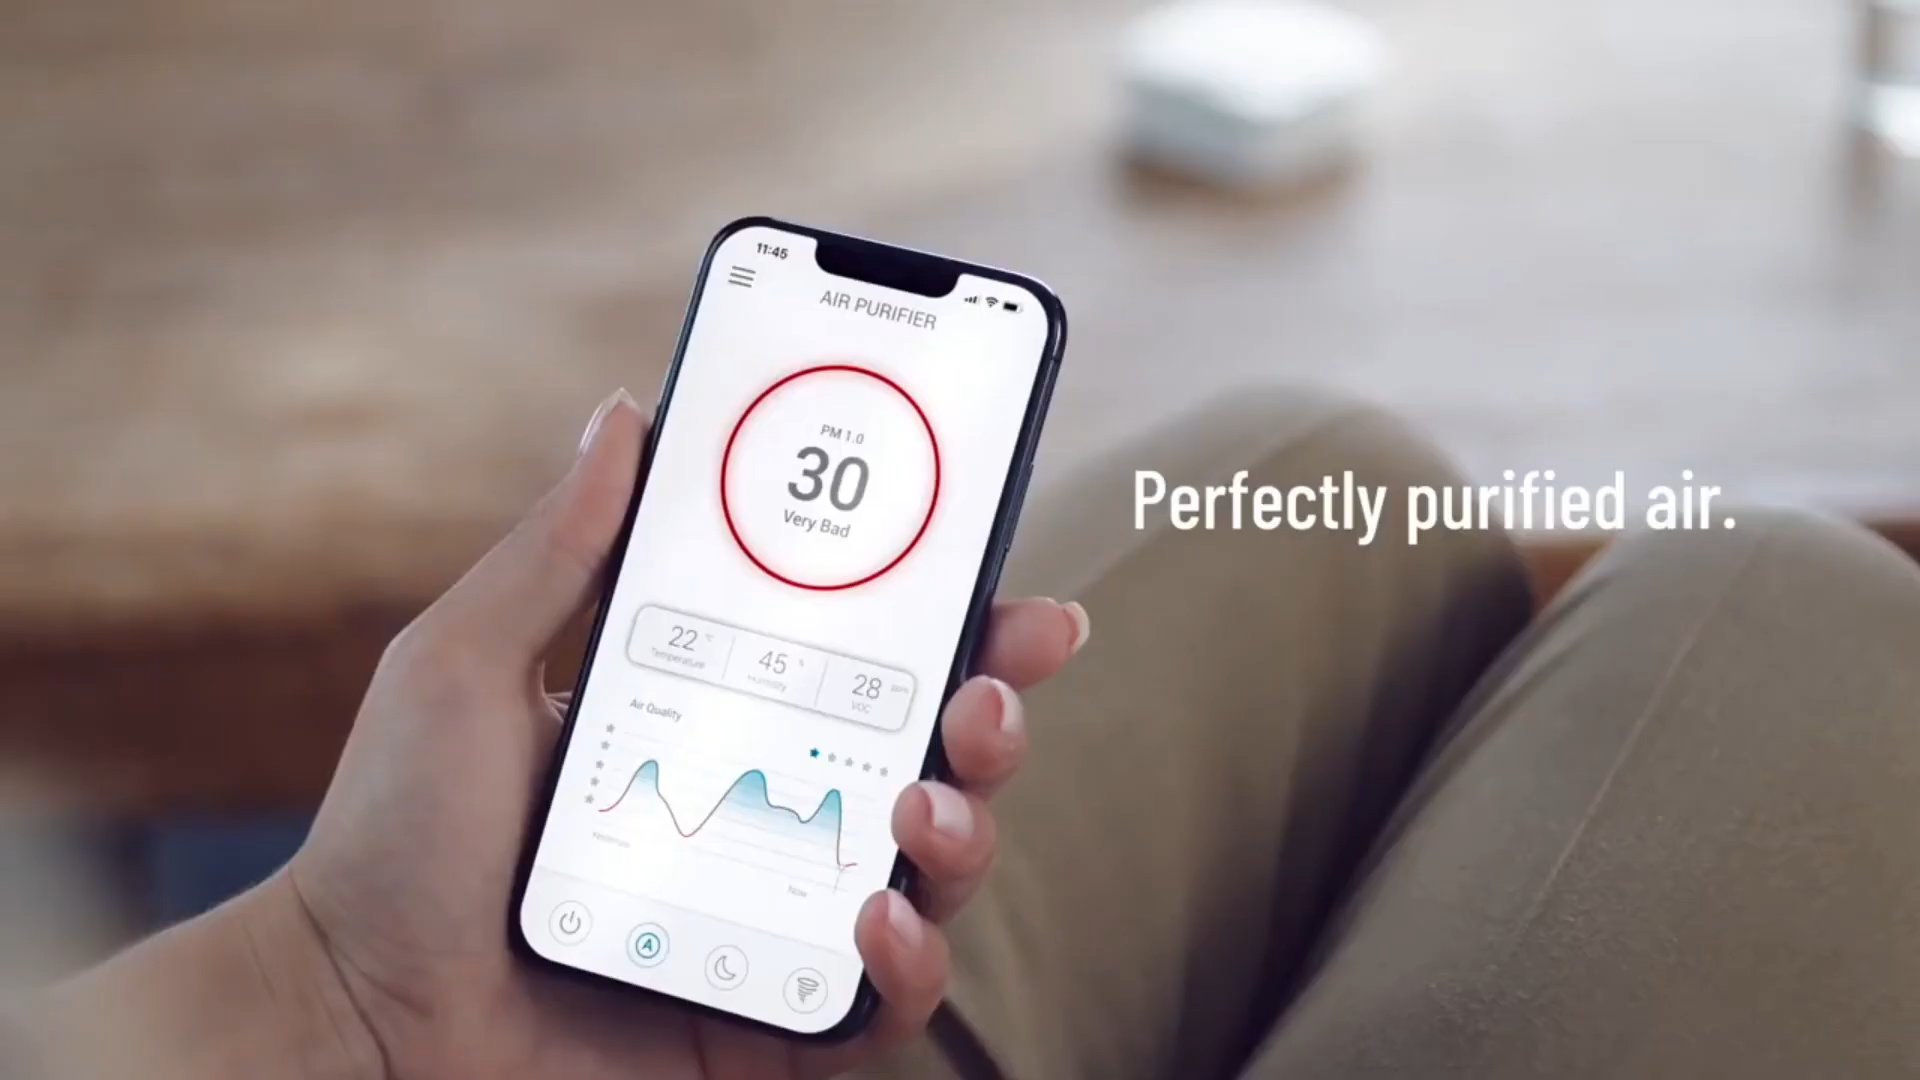 11:45
AIR PURIFIER
PM 1.0
30
Very Bad
Perfectly purified air.
22 °C
Temperature
45 %
Humidity
28
VOC
Air Quality
Now
A